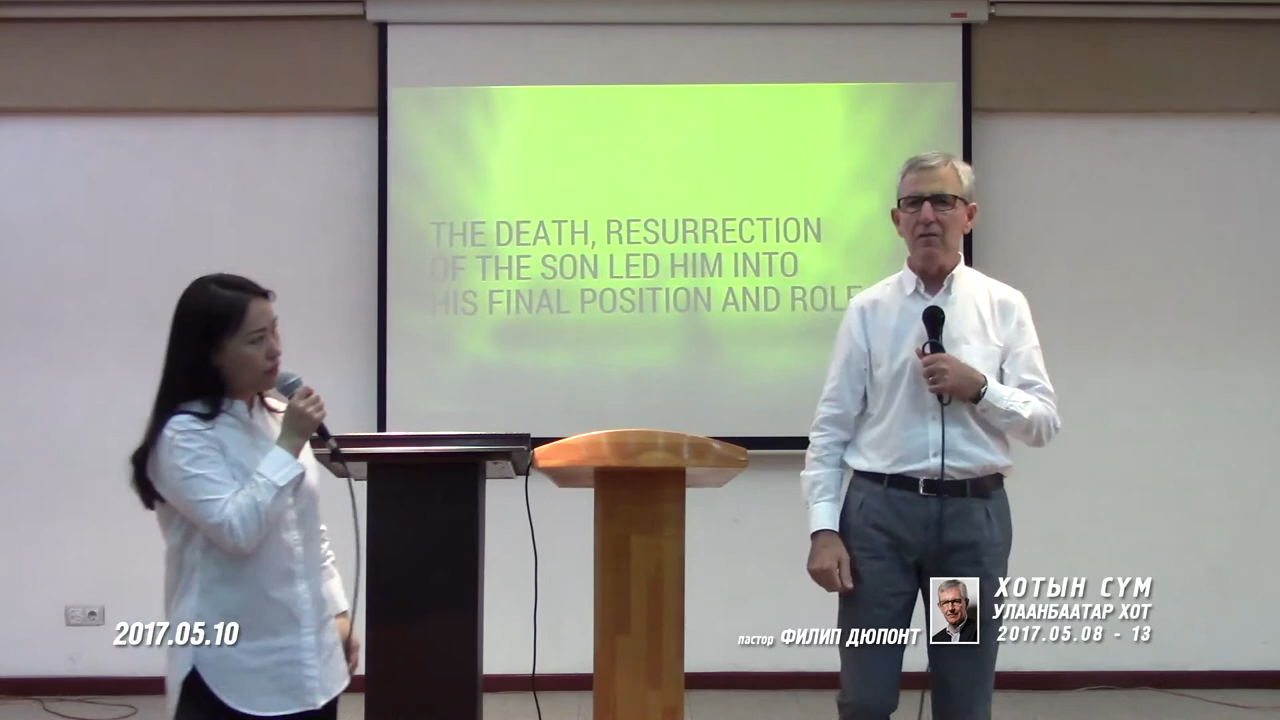 THE DEATH, RESURRECTION
OF THE SON LED HIM INTO
HIS FINAL POSITION AND ROLE
2017.05.10
пастор ФИЛИП ДЮПОНТ
ХОТЫН СҮМ
УЛААНБААТАР ХОТ
2017.05.08 - 13